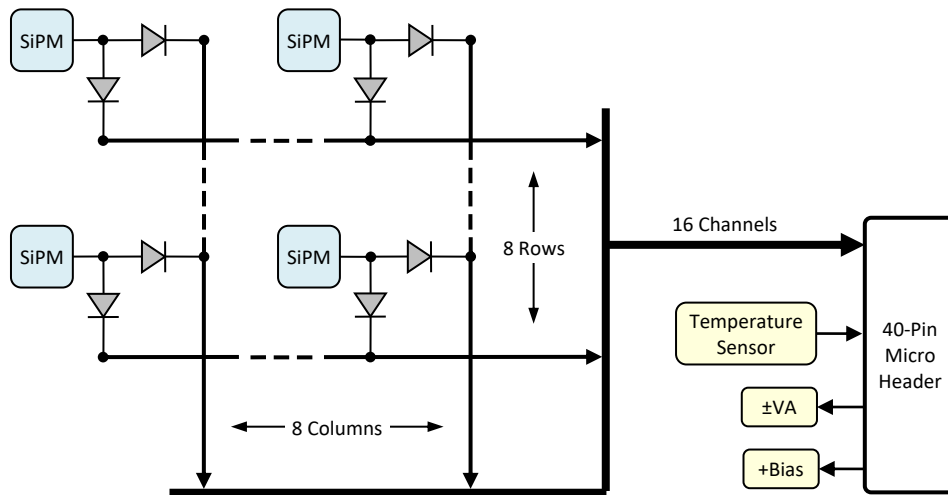 SiPM
SiPM
SiPM
SiPM
8 Rows
8 Columns
16 Channels
Temperature
Sensor
±VA
+Bias
40-Pin
Micro
Header